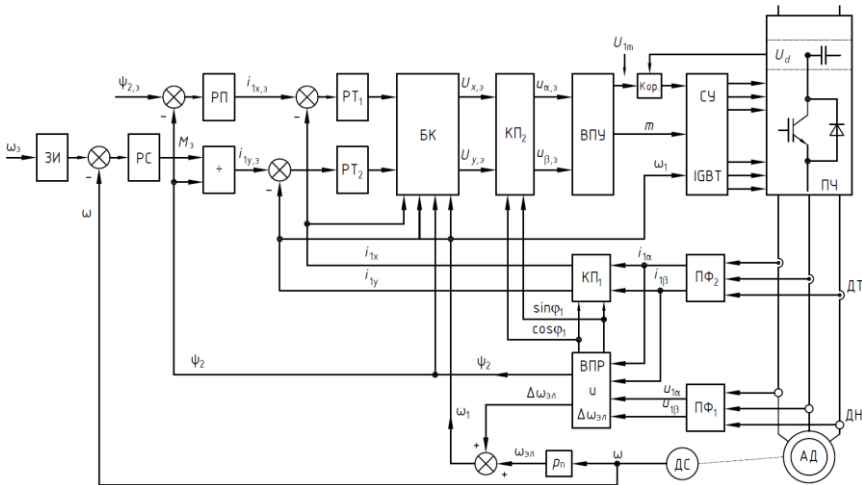 U₁ₘ
U_d
ψ₂,з
РП
i₁ₓ,з
РТ₁
Uₓ,з
uα,з
Кор.
СУ
БК
КП₂
ВПУ
m
ωз
ЗИ
РС
Mз
÷
i₁y,з
РТ₂
Uy,з
uβ,з
ω₁
IGBT
ПЧ
ω
i₁ₓ
i₁α
КП₁
ПФ₂
i₁y
i₁β
ДТ
sinφ₁
cosφ₁
ψ₂
ψ₂
ВПР
и
Δωэл
u₁α
u₁β
ПФ₁
ДН
Δωэл
ω₁
+
+
ωэл
pп
ω
ДС
АД
-
-
-
-